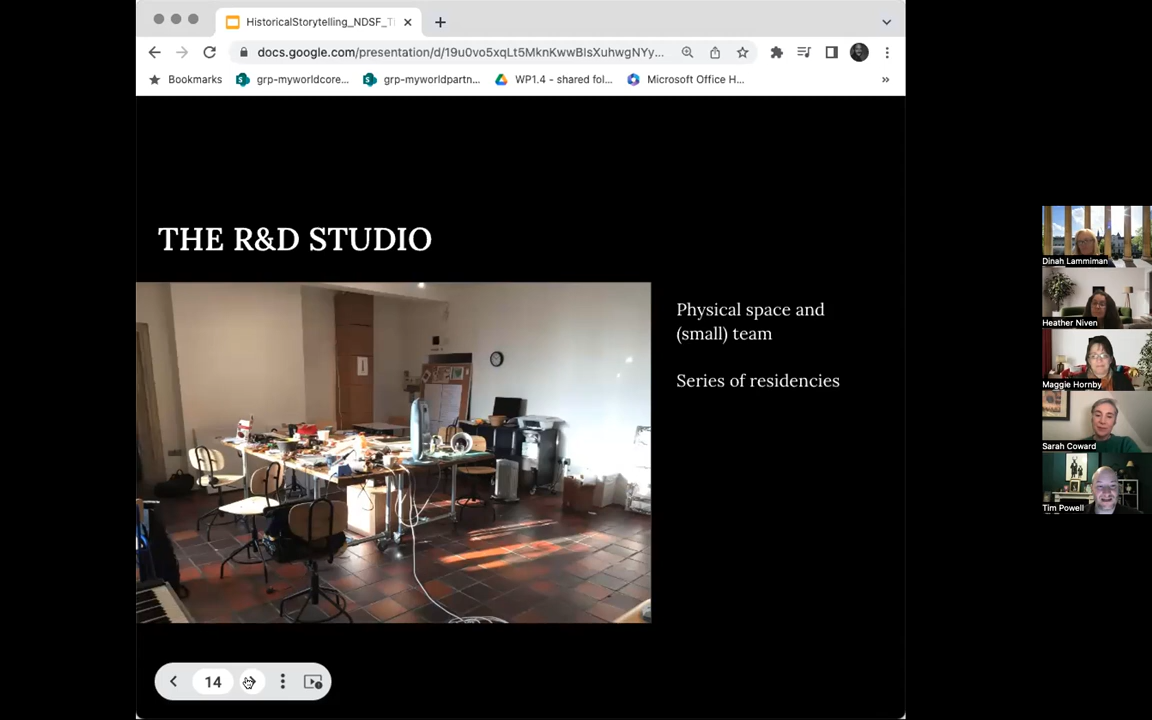 HistoricalStorytelling_NDSF_T
docs.google.com/presentation/d/19u0vo5xqLt5MknKwwBlsXuhwgNYy...
Bookmarks
grp-myworldcore...
grp-myworldpartn...
WP1.4 - shared fol...
Microsoft Office H...
THE R&D STUDIO
Physical space and
(small) team
Series of residencies
14
Dinah Lammiman
Heather Niven
Maggie Hornby
Sarah Coward
Tim Powell